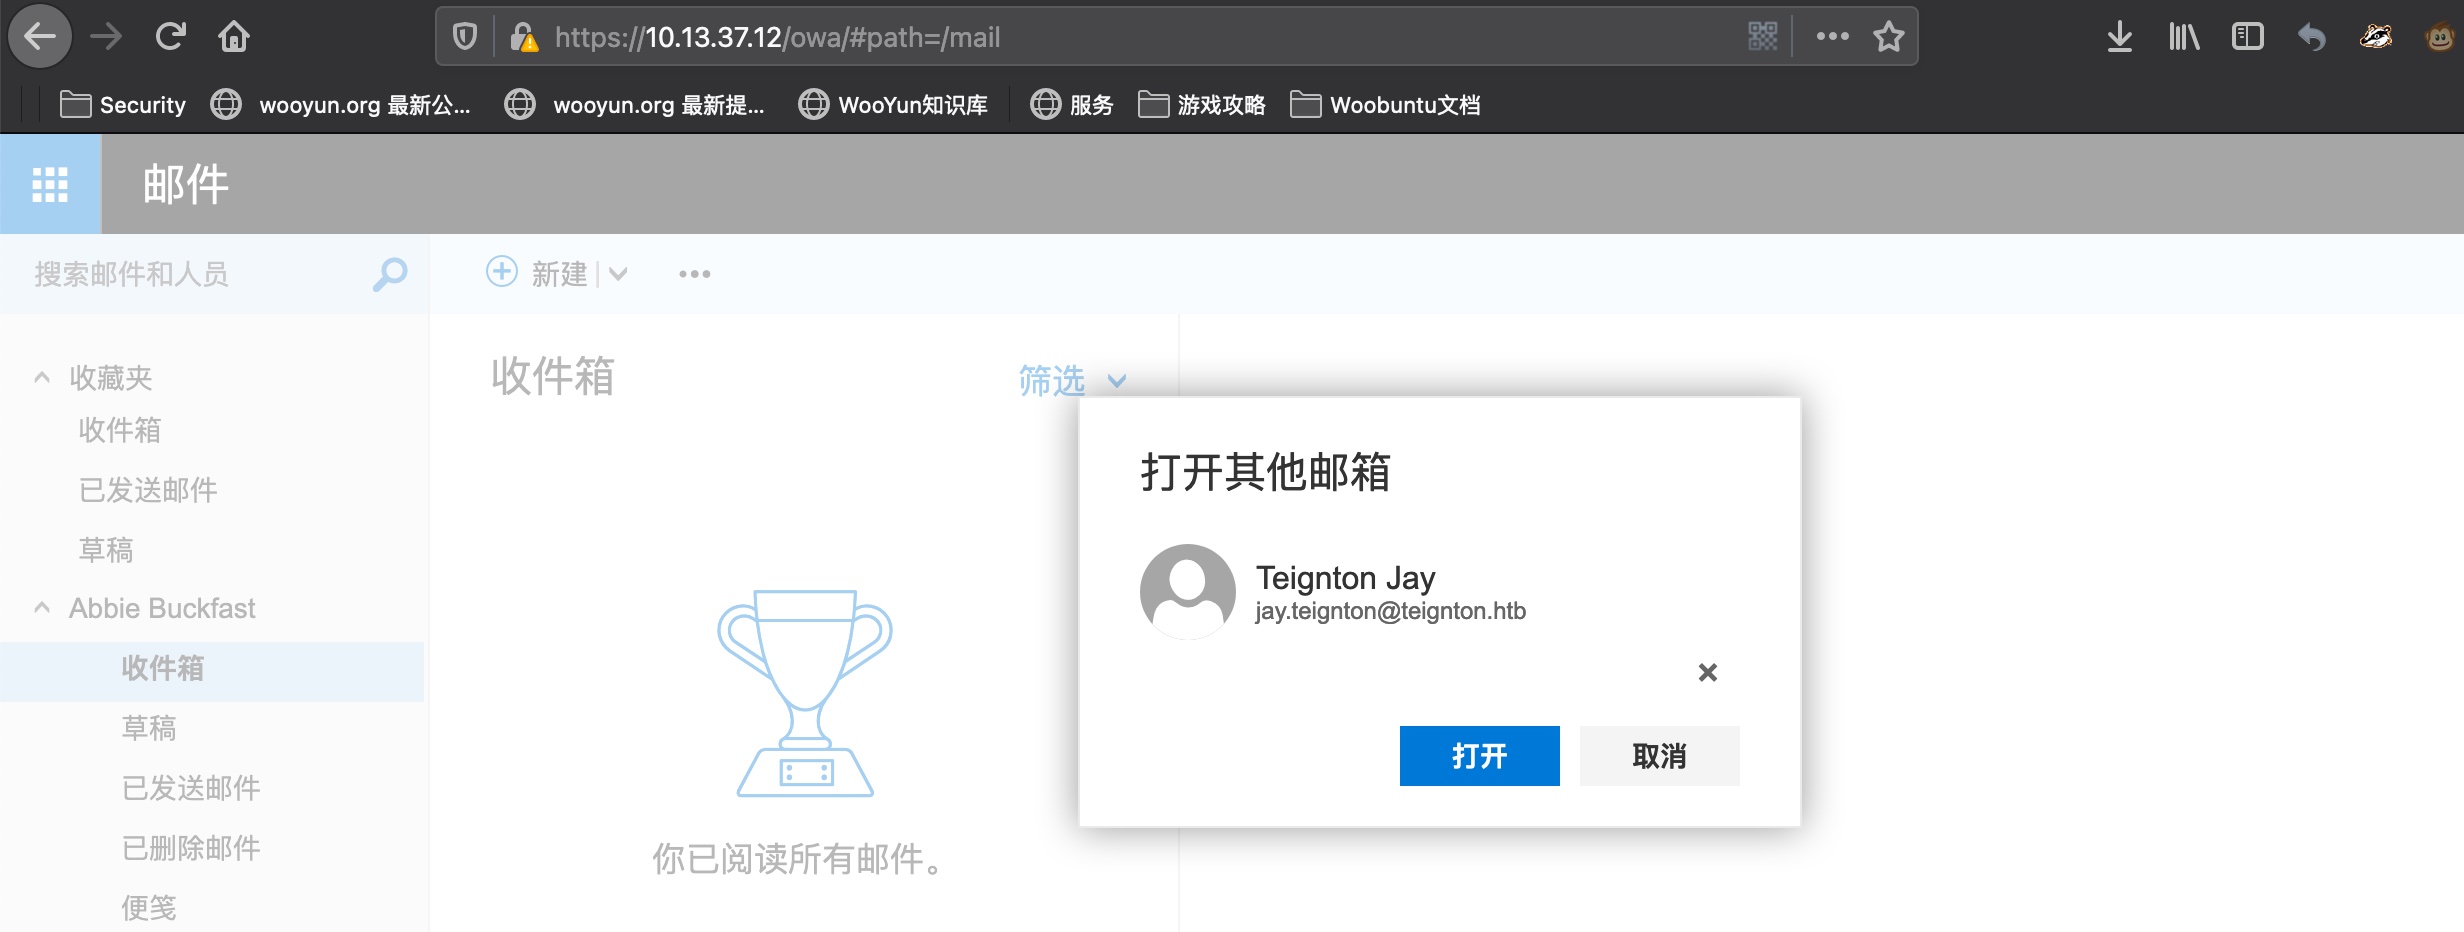 https://10.13.37.12/owa/#path=/mail
Security wooyun.org 最新公... wooyun.org 最新提... WooYun知识库 服务 游戏攻略 Woobuntu文档
邮件
搜索邮件和人员
新建
收藏夹
收件箱
已发送邮件
草稿
Abbie Buckfast
收件箱
草稿
已发送邮件
已删除邮件
便笺
收件箱 筛选
你已阅读所有邮件。
打开其他邮箱
Teignton Jay
jay.teignton@teignton.htb
打开 取消